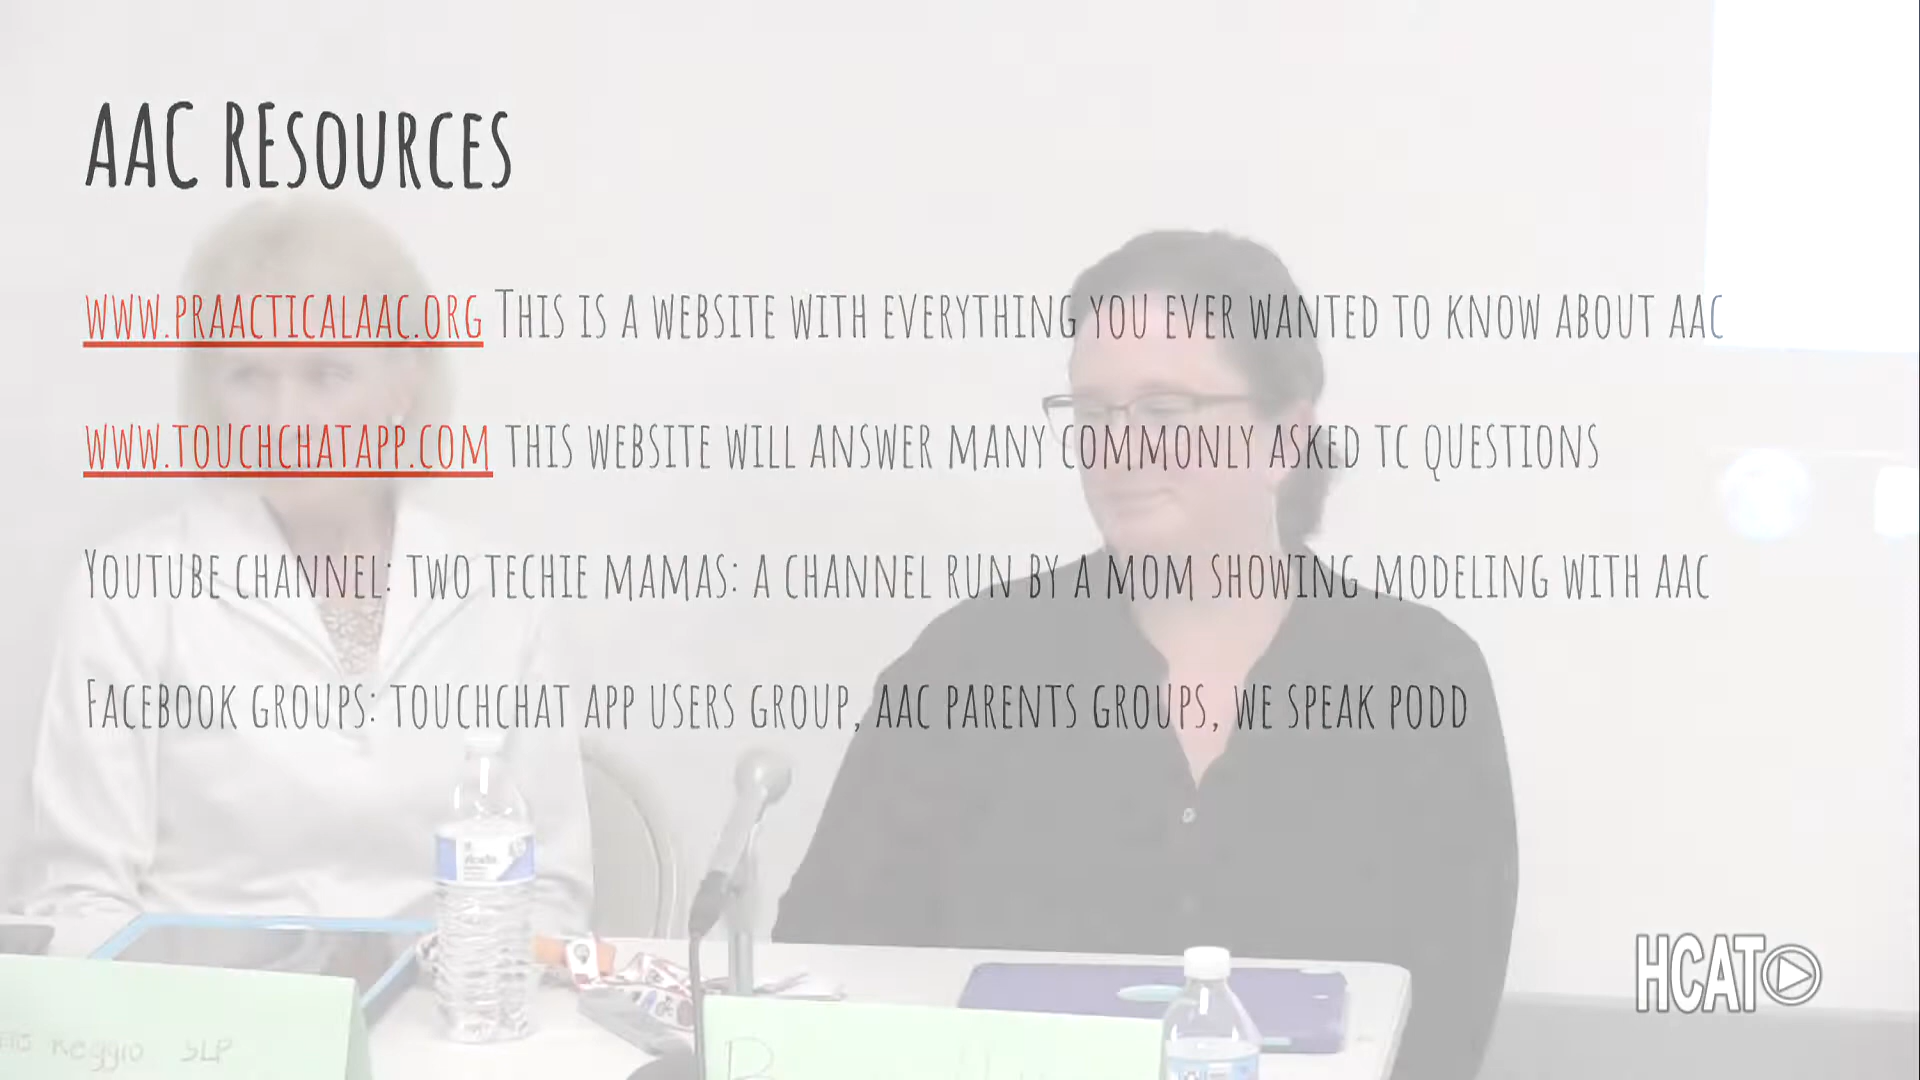 AAC REsources
www.praacticalaac.org This is a website with everything you ever wanted to know about AAC
www.touchchatapp.com this website will answer many commonly asked TC questions
Youtube channel: two techie mamas: a channel run by a mom showing modeling with AAC
Facebook groups: touchchat app users group, AAC parents groups, we speak podd
HCAT
Keggio SLP